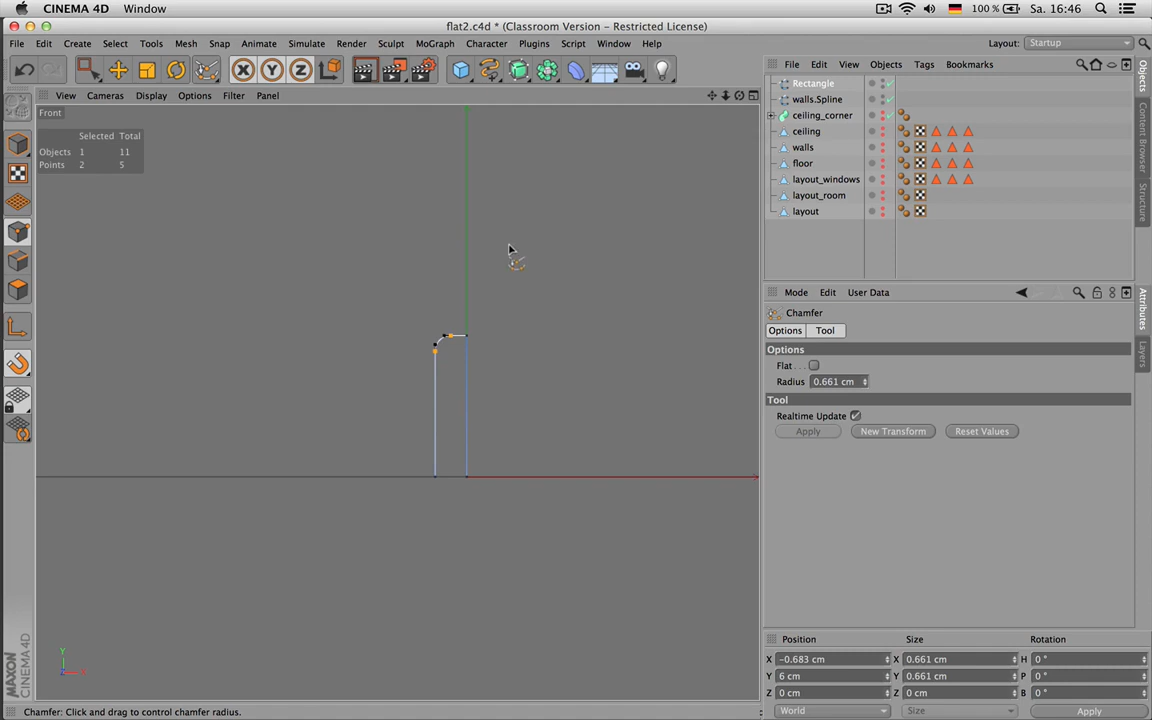 CINEMA 4D Window 100 % Sa. 16:46
flat2.c4d * (Classroom Version - Restricted License)
File Edit Create Select Tools Mesh Snap Animate Simulate Render Sculpt MoGraph Character Plugins Script Window Help Layout: Startup
X Y Z
File Edit View Objects Tags Bookmarks
View Cameras Display Options Filter Panel
Front
Selected Total
Objects 1 11
Points 2 5
Rectangle
walls.Spline
ceiling_corner
ceiling
walls
floor
layout_windows
layout_room
layout
Objects
Content Browser
Structure
Mode Edit User Data
Chamfer
Options Tool
Options
Flat . . .
Radius 0.661 cm
Tool
Realtime Update
Apply New Transform Reset Values
Attributes
Layers
Y
X
Z
MAXON
CINEMA 4D
Position Size Rotation
X -0.683 cm X 0.661 cm H 0 °
Y 6 cm Y 0.661 cm P 0 °
Z 0 cm Z 0 cm B 0 °
World Size Apply
Chamfer: Click and drag to control chamfer radius.